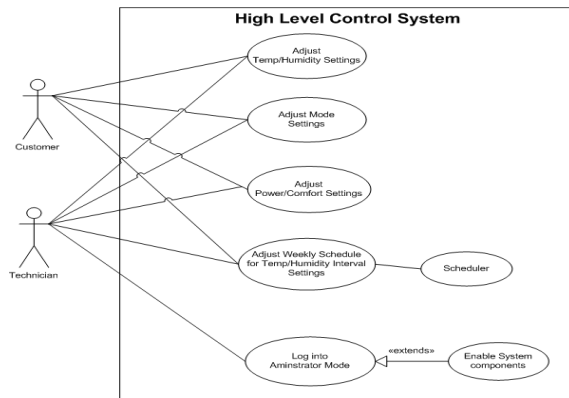 High Level Control System
Adjust
Temp/Humidity Settings
Customer
Adjust Mode
Settings
Adjust
Power/Comfort Settings
Technician
Adjust Weekly Schedule
for Temp/Humidity Interval
Settings
Scheduler
Log into
Aminstrator Mode
«extends»
Enable System
components